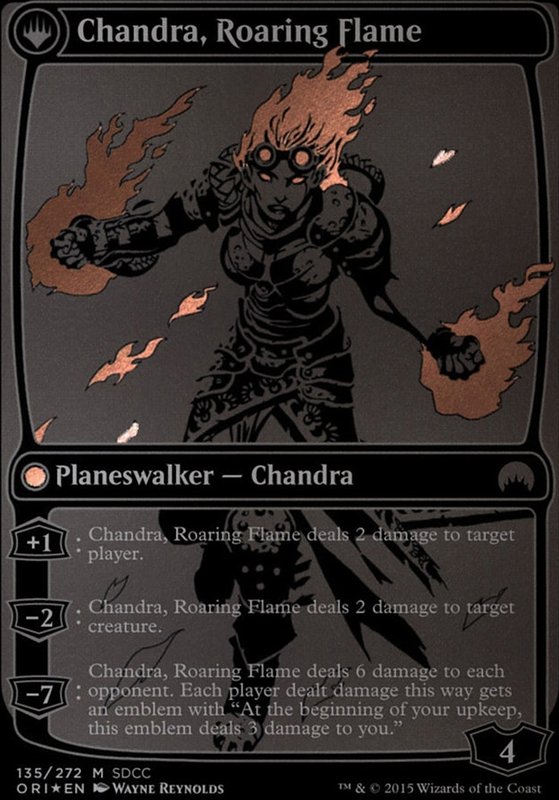 Chandra, Roaring Flame
Planeswalker — Chandra
+1 : Chandra, Roaring Flame deals 2 damage to target
player.
−2 : Chandra, Roaring Flame deals 2 damage to target
creature.
−7 : Chandra, Roaring Flame deals 6 damage to each
opponent. Each player dealt damage this way gets
an emblem with “At the beginning of your upkeep,
this emblem deals 3 damage to you.”
4
135/272 M SDCC
ORI★EN Wayne Reynolds ™ & © 2015 Wizards of the Coast